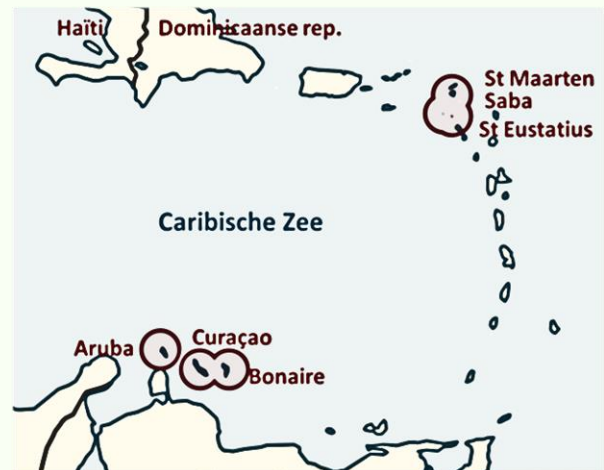 Haïti
Dominicaanse rep.
St Maarten
Saba
St Eustatius
Caribische Zee
Curaçao
Aruba
Bonaire